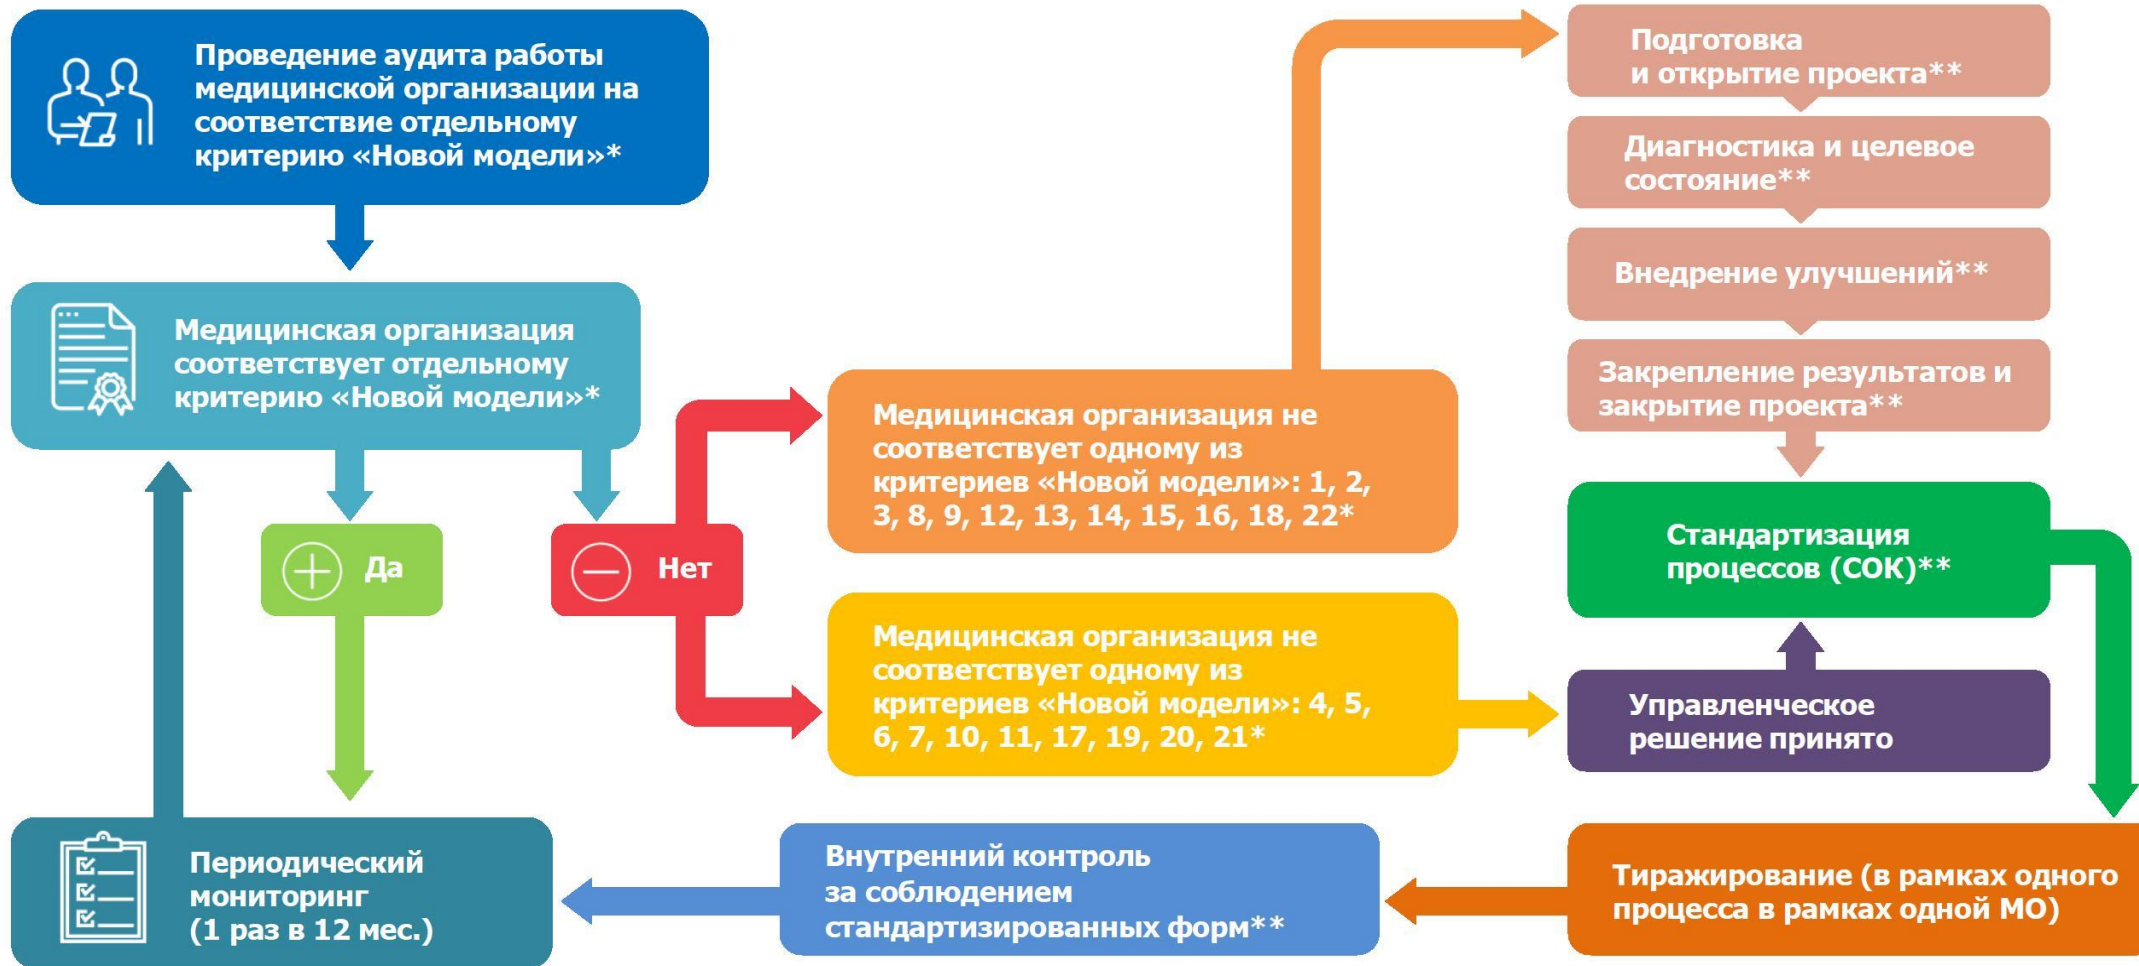 Проведение аудита работы
медицинской организации на
соответствие отдельному
критерию «Новой модели»*
Медицинская организация
соответствует отдельному
критерию «Новой модели»*
Да
Нет
Медицинская организация не
соответствует одному из
критериев «Новой модели»: 1, 2,
3, 8, 9, 12, 13, 14, 15, 16, 18, 22*
Медицинская организация не
соответствует одному из
критериев «Новой модели»: 4, 5,
6, 7, 10, 11, 17, 19, 20, 21*
Подготовка
и открытие проекта**
Диагностика и целевое
состояние**
Внедрение улучшений**
Закрепление результатов и
закрытие проекта**
Стандартизация
процессов (СОК)**
Управленческое
решение принято
Тиражирование (в рамках одного
процесса в рамках одной МО)
Внутренний контроль
за соблюдением
стандартизированных форм**
Периодический
мониторинг
(1 раз в 12 мес.)